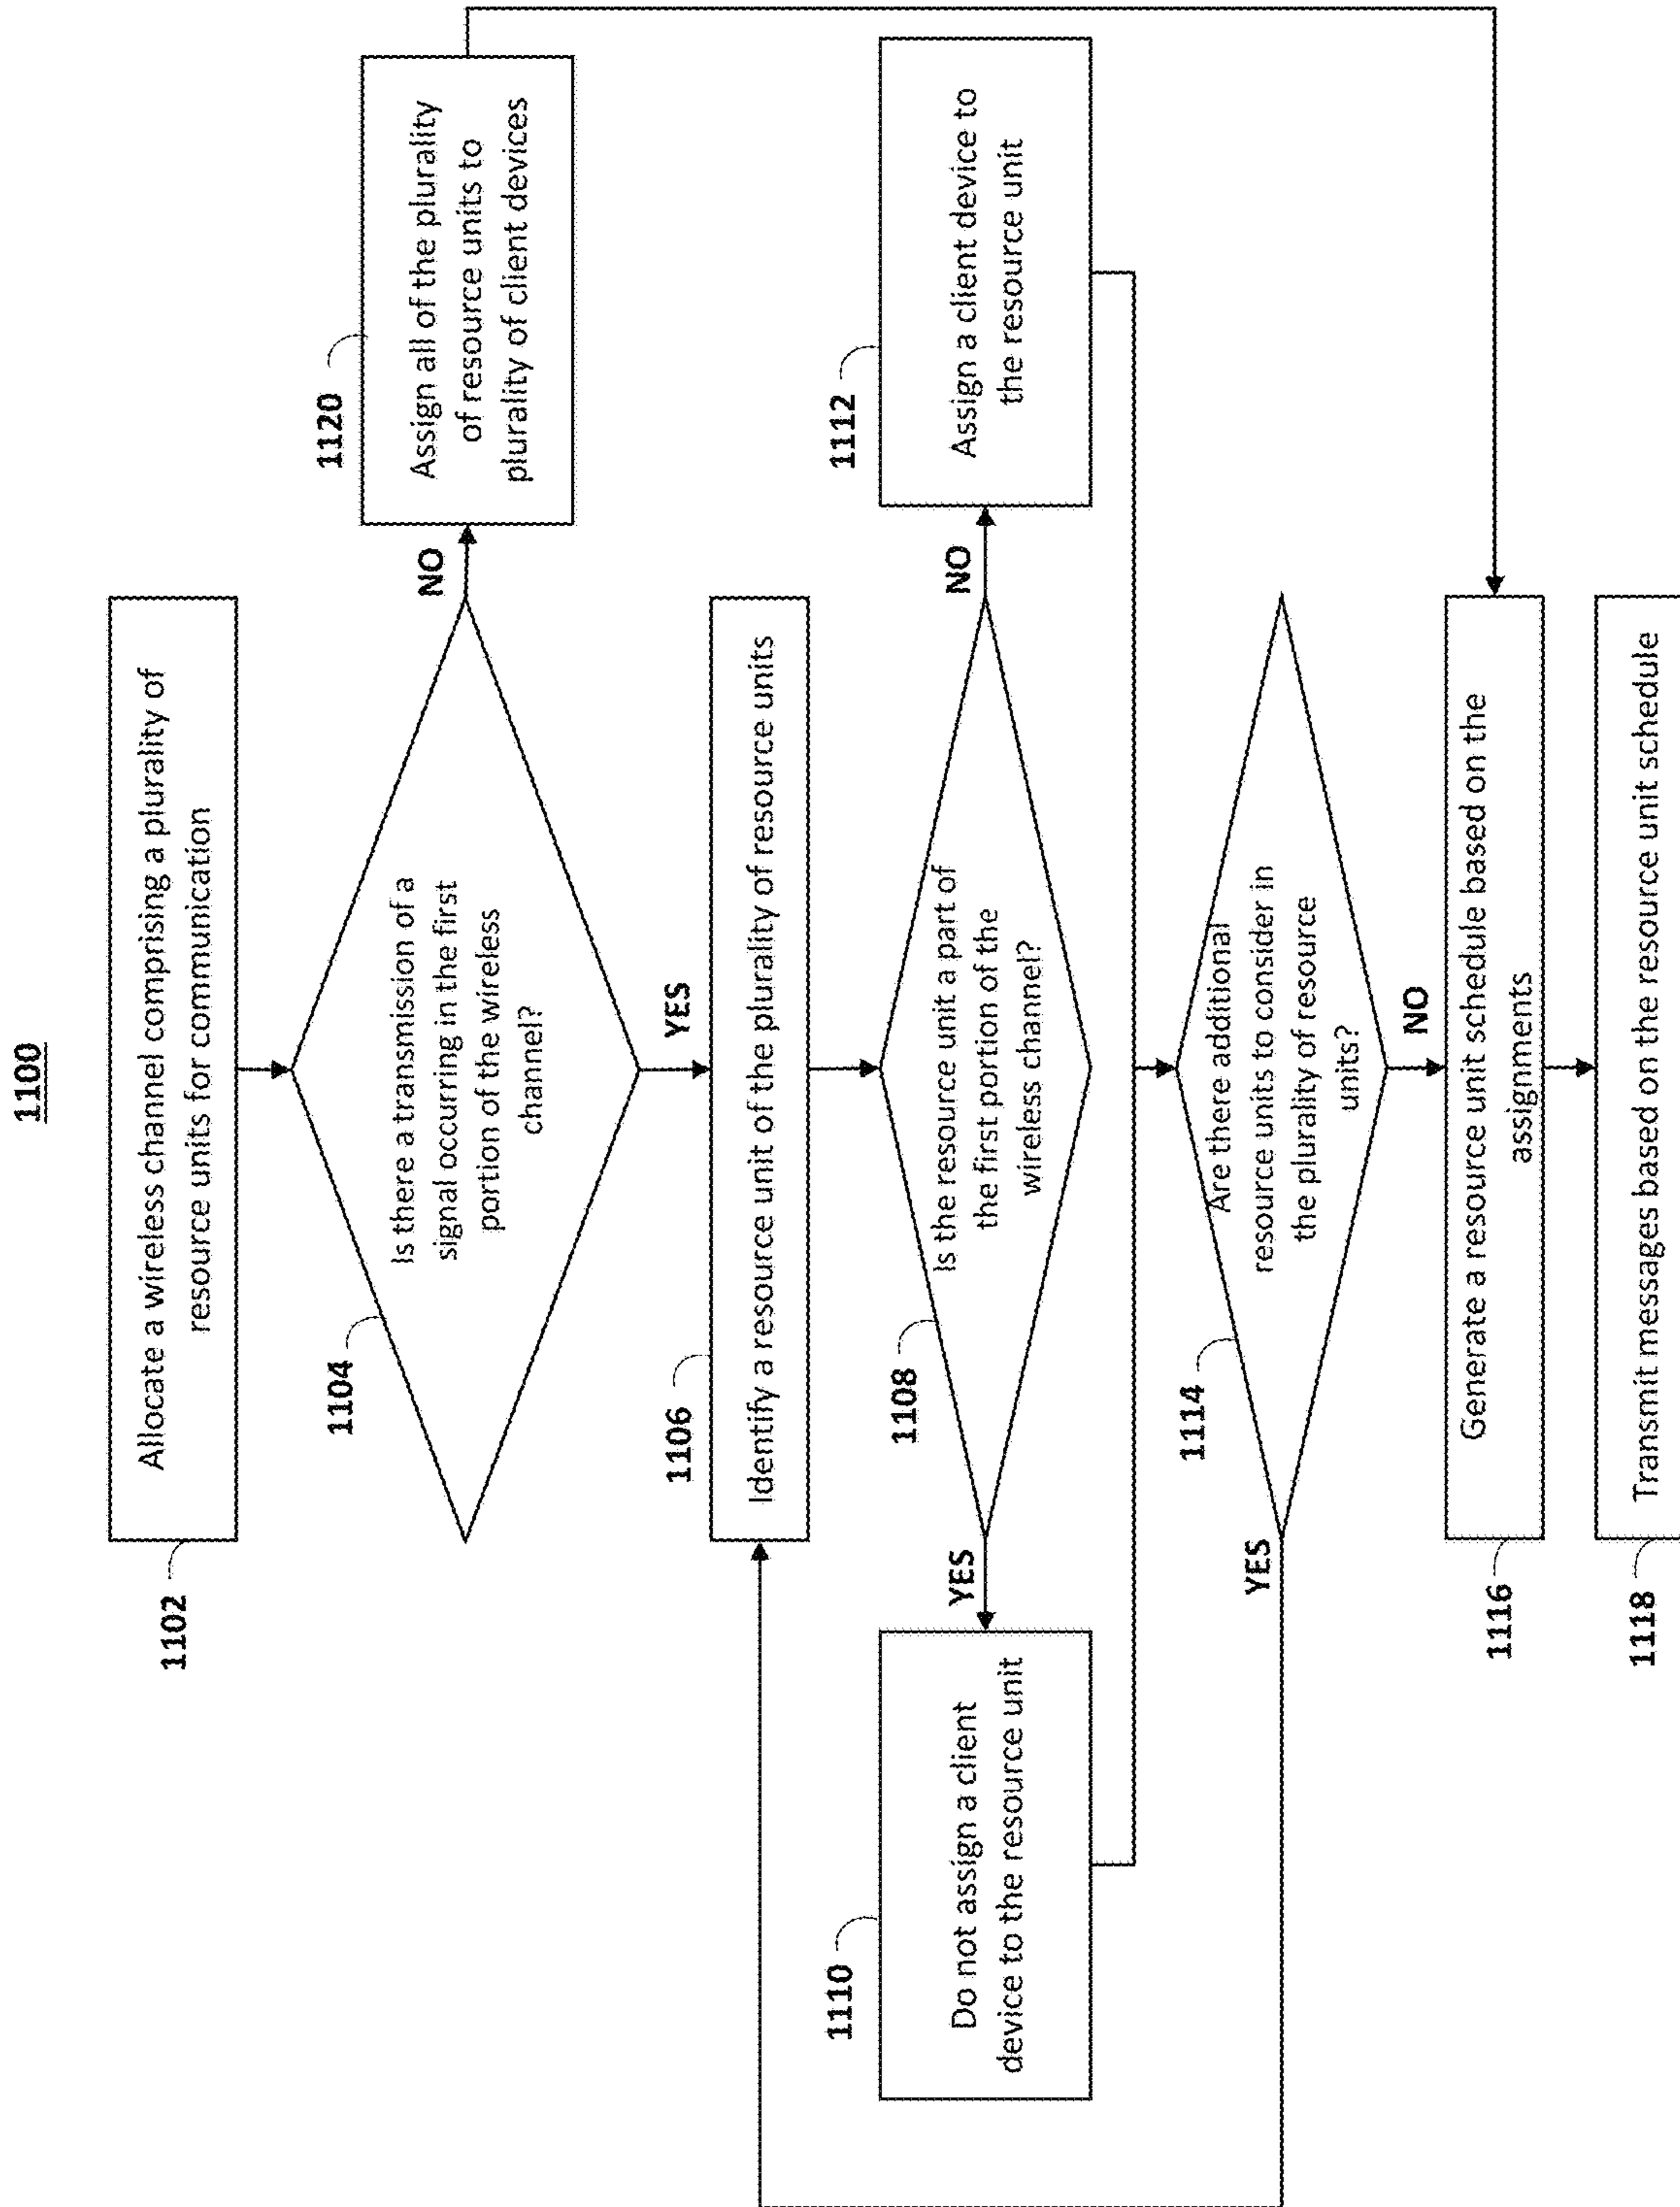 1100
1102
Allocate a wireless channel comprising a plurality of
resource units for communication
1104
Is there a transmission of a
signal occurring in the first
portion of the wireless
channel?
NO
1120
Assign all of the plurality
of resource units to
plurality of client devices
YES
1106
Identify a resource unit of the plurality of resource units
1108
Is the resource unit a part of
the first portion of the
wireless channel?
YES
1110
Do not assign a client
device to the resource unit
NO
1112
Assign a client device to
the resource unit
1114
Are there additional
resource units to consider in
the plurality of resource
units?
YES
NO
1116
Generate a resource unit schedule based on the
assignments
1118
Transmit messages based on the resource unit schedule